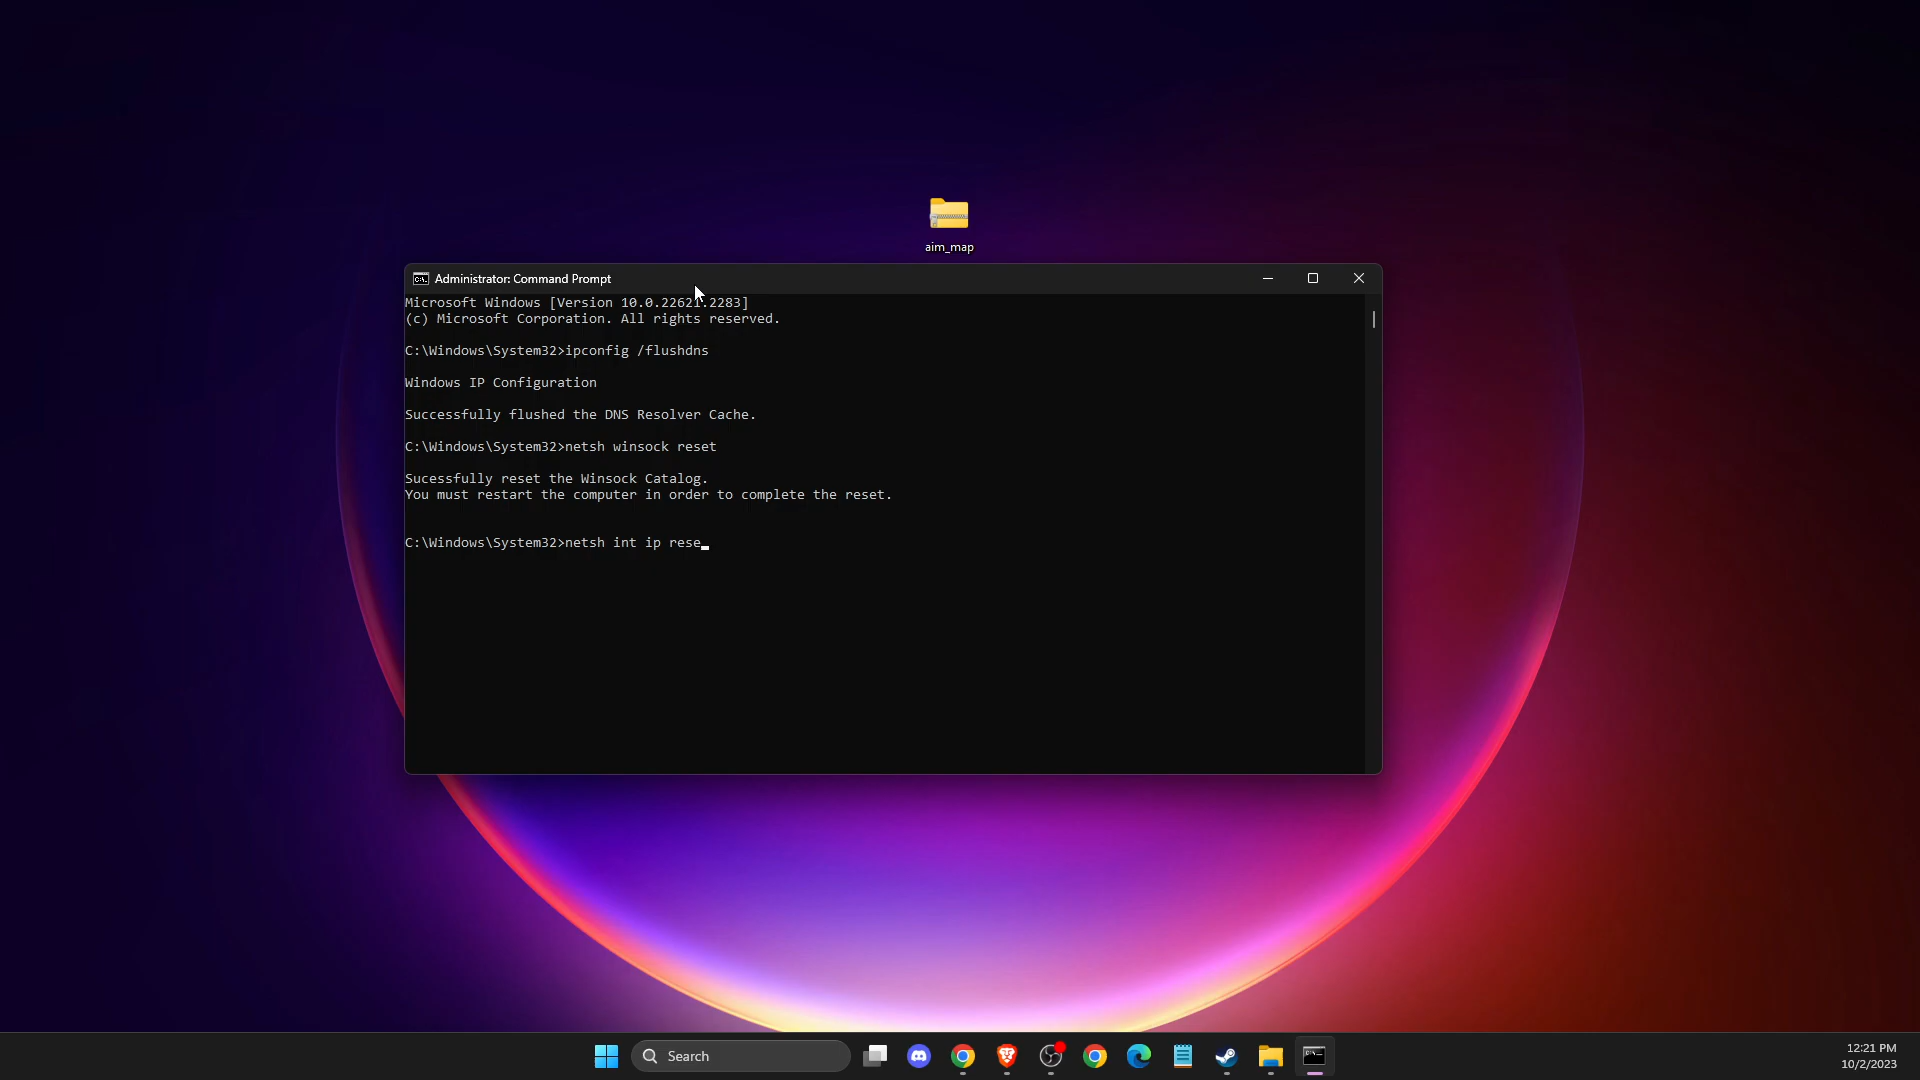 aim_map
Administrator: Command Prompt
Microsoft Windows [Version 10.0.22621.2283]
(c) Microsoft Corporation. All rights reserved.
C:\Windows\System32>ipconfig /flushdns
Windows IP Configuration
Successfully flushed the DNS Resolver Cache.
C:\Windows\System32>netsh winsock reset
Sucessfully reset the Winsock Catalog.
You must restart the computer in order to complete the reset.
C:\Windows\System32>netsh int ip rese_
Search
12:21 PM
10/2/2023